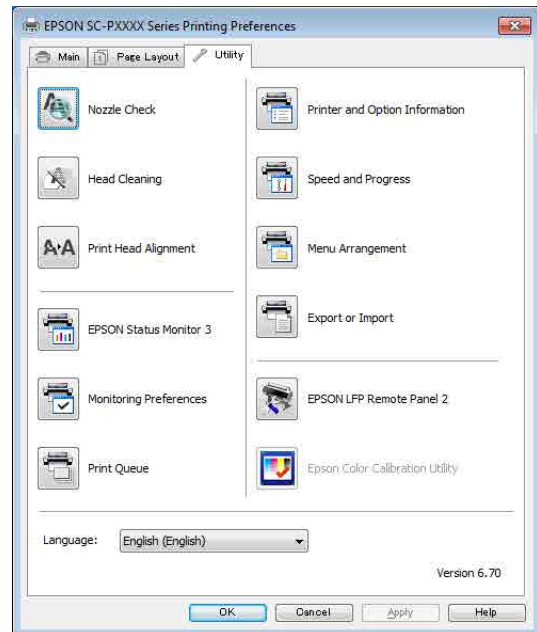 EPSON SC-PXXXX Series Printing Preferences
Main
Page Layout
Utility
Nozzle Check
Printer and Option Information
Head Cleaning
Speed and Progress
A A
Print Head Alignment
Menu Arrangement
Export or Import
EPSON Status Monitor 3
Monitoring Preferences
EPSON LFP Remote Panel 2
Print Queue
Epson Color Calibration Utility
Language:
English (English)
Version 6.70
OK
Cancel
Apply
Help